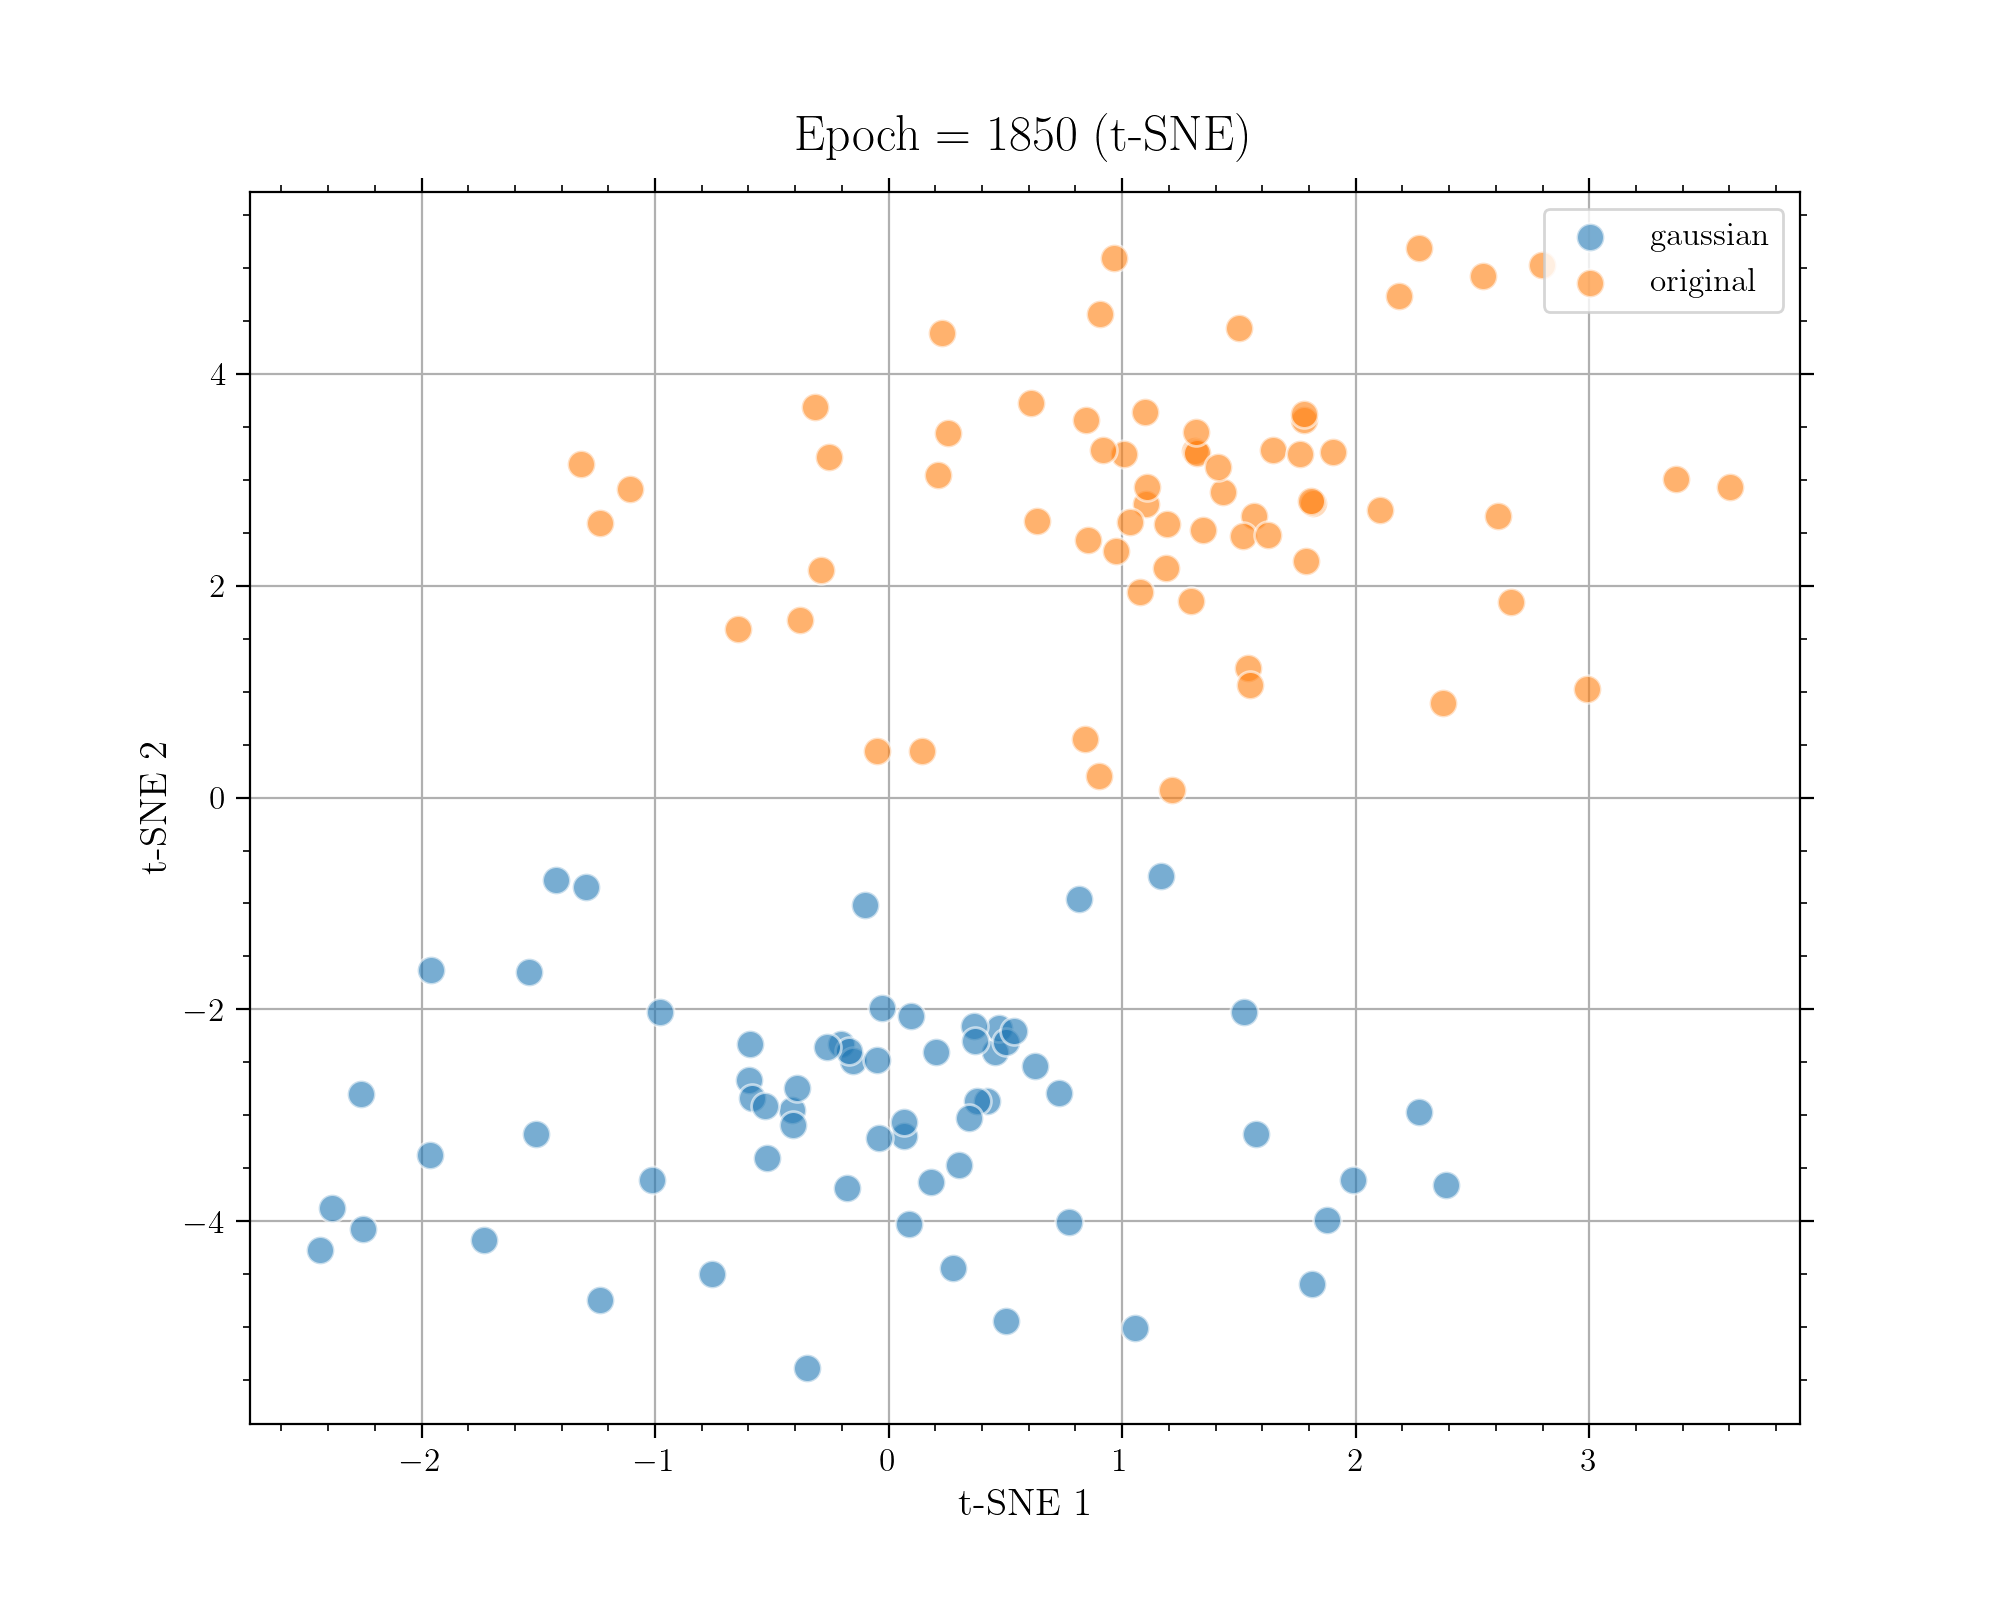 Epoch = 1850 (t-SNE)
gaussian
original
t-SNE 2
4
2
0
−2
−4
−2 −1 0 1 2 3
t-SNE 1